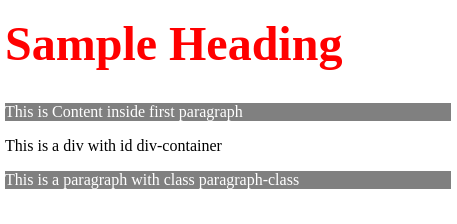 Sample Heading
This is Content inside first paragraph
This is a div with id div-container
This is a paragraph with class paragraph-class